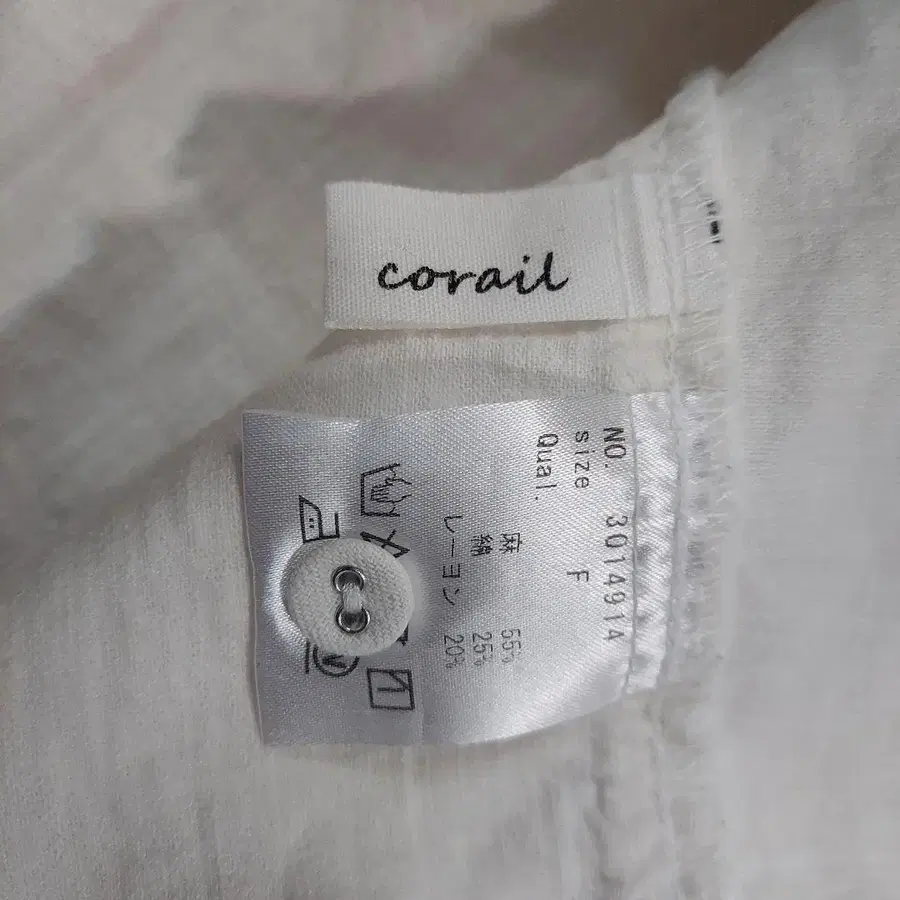 corail
NO. 3014914
size F
Qual.
麻 55%
綿 25%
レーヨン 20%